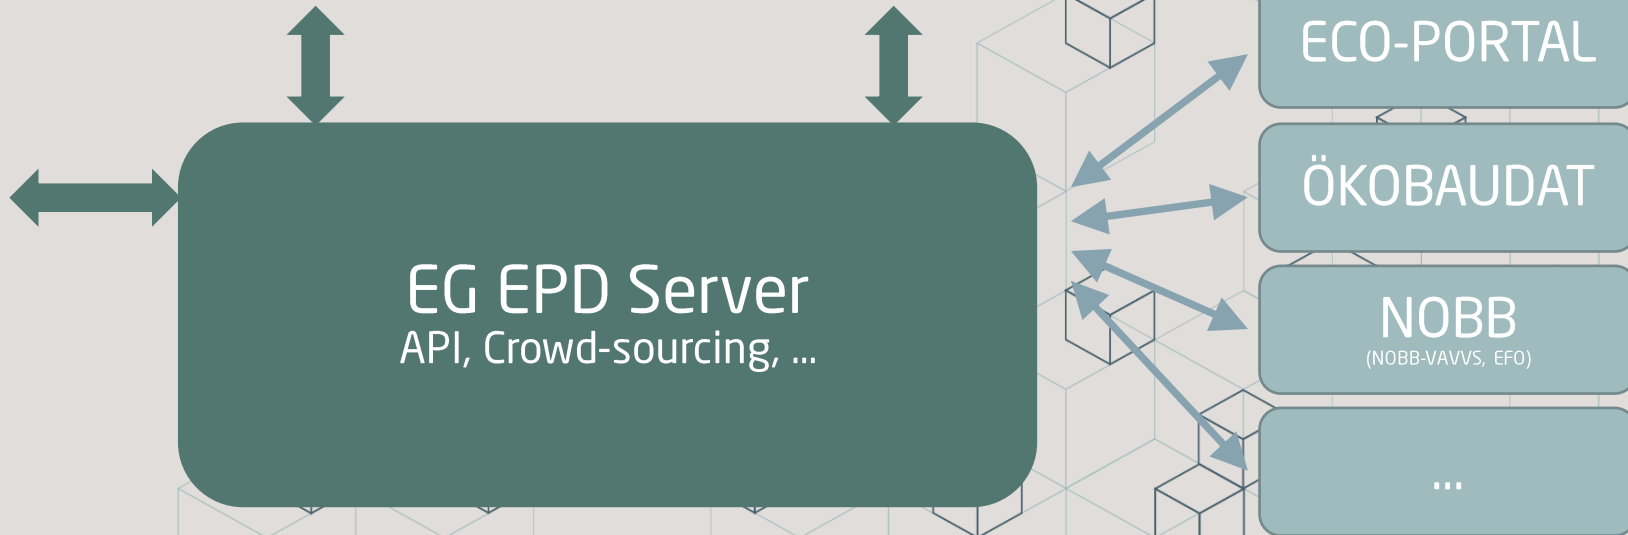 ECO-PORTAL
ÖKOBAUDAT
EG EPD Server
API, Crowd-sourcing, ...
NOBB
(NOBB-VAVVS, EFO)
...